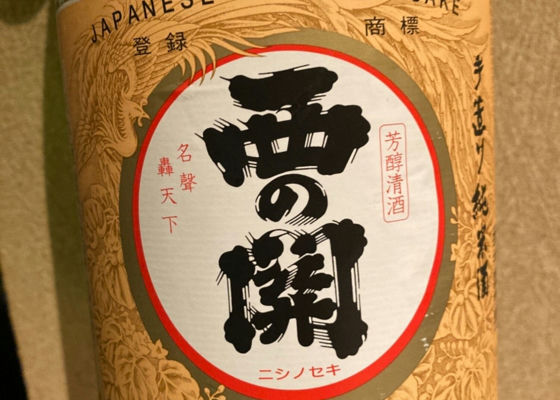 JAPANESE
SAKE
登録
商標
西の關
芳醇清酒
名聲
轟天下
ニシノセキ
手造り純米酒